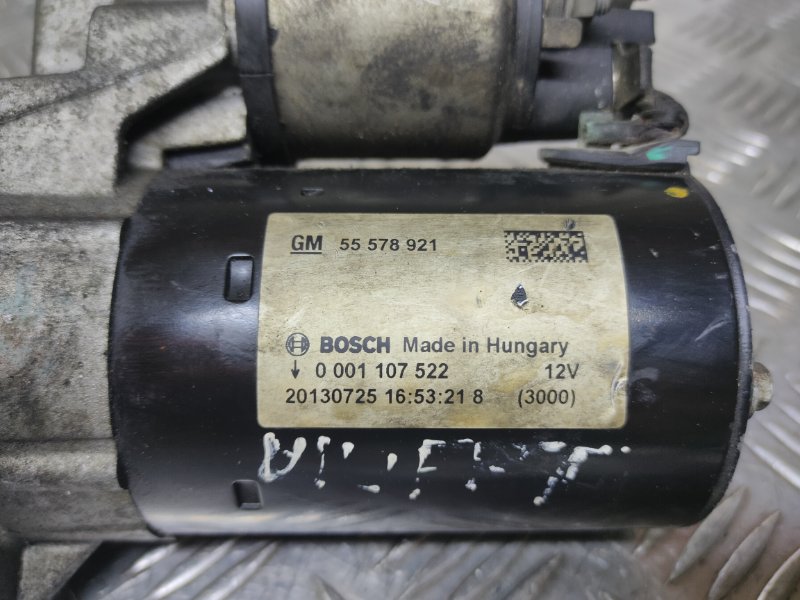 GM 55 578 921
BOSCH Made in Hungary
0 001 107 522 12V
20130725 16:53:21 8 (3000)